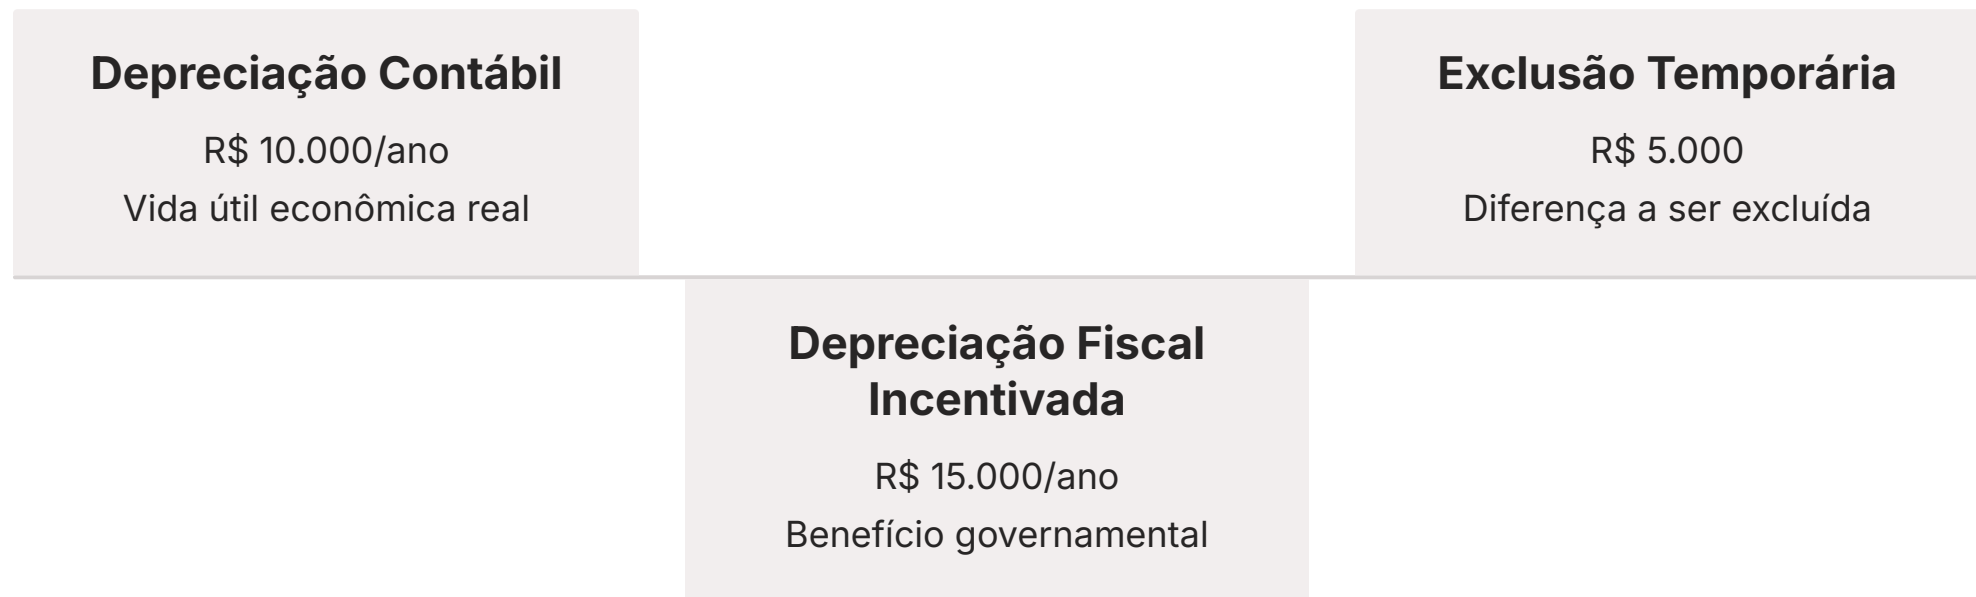 Depreciação Contábil
R$ 10.000/ano
Vida útil econômica real
Depreciação Fiscal
Incentivada
R$ 15.000/ano
Benefício governamental
Exclusão Temporária
R$ 5.000
Diferença a ser excluída